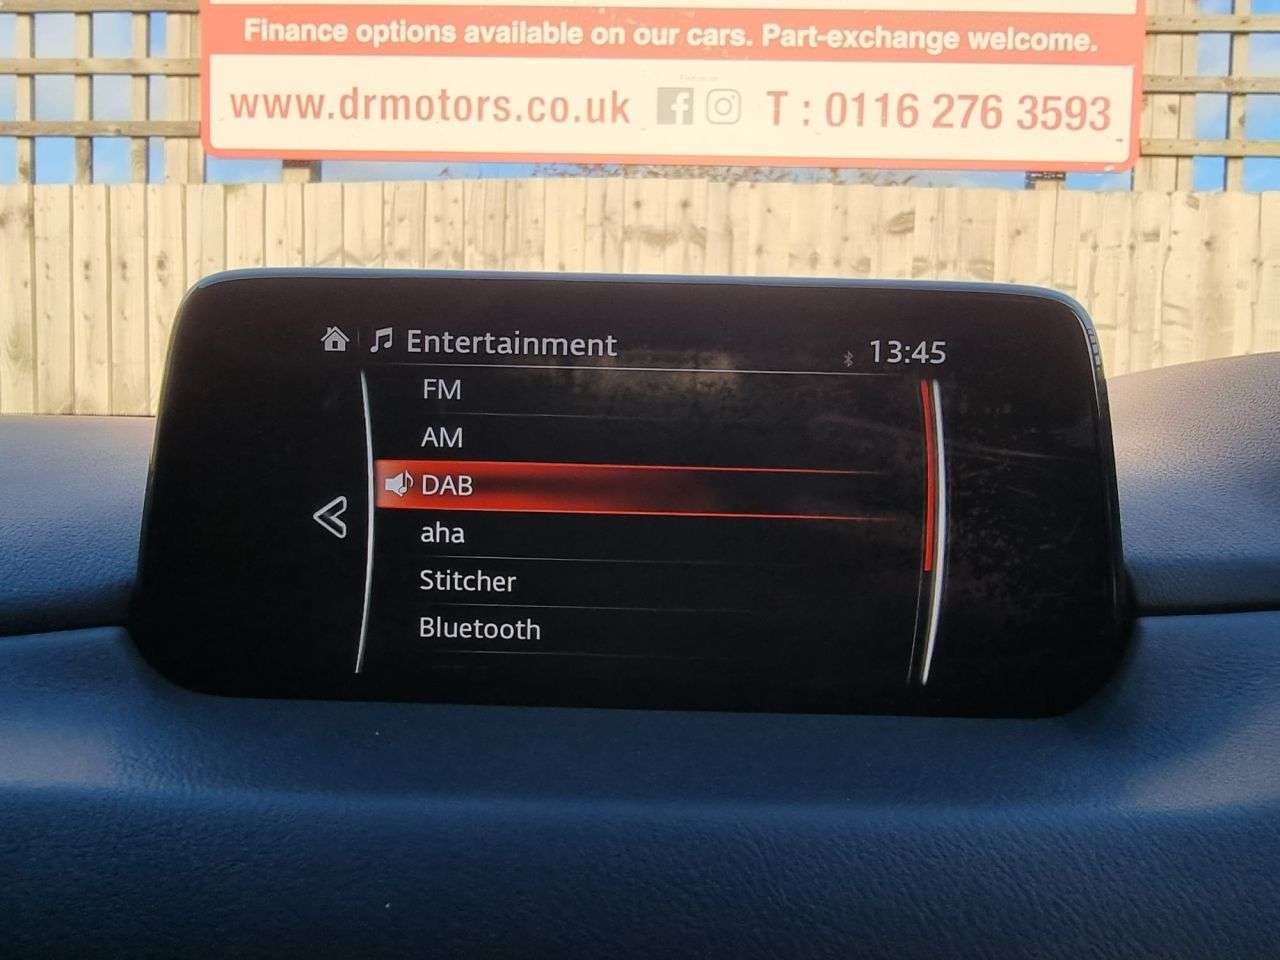 Finance options available on our cars. Part-exchange welcome.
www.drmotors.co.uk T : 0116 276 3593
Entertainment 13:45
FM
AM
DAB
aha
Stitcher
Bluetooth